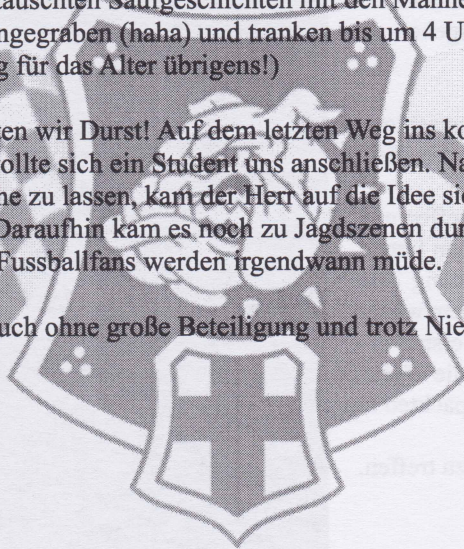 tauschten Saufgeschichten mit den Männe
ngegraben (haha) und tranken bis um 4 U
g für das Alter übrigens!)
ten wir Durst! Auf dem letzten Weg ins ko
ollte sich ein Student uns anschließen. Na
he zu lassen, kam der Herr auf die Idee sic
Daraufhin kam es noch zu Jagdszenen dur
Fussballfans werden irgendwann müde.
uch ohne große Beteiligung und trotz Nie